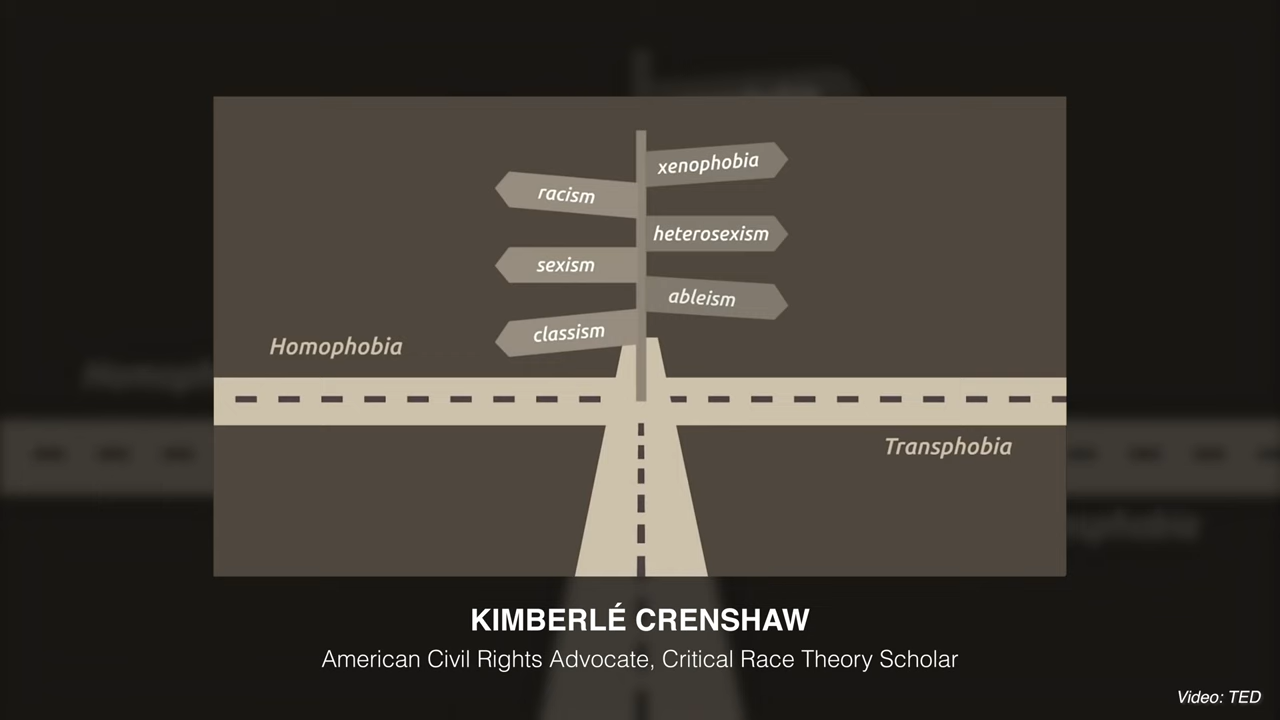 xenophobia
racism
heterosexism
sexism
ableism
classism
Homophobia
Transphobia
KIMBERLÉ CRENSHAW
American Civil Rights Advocate, Critical Race Theory Scholar
Video: TED